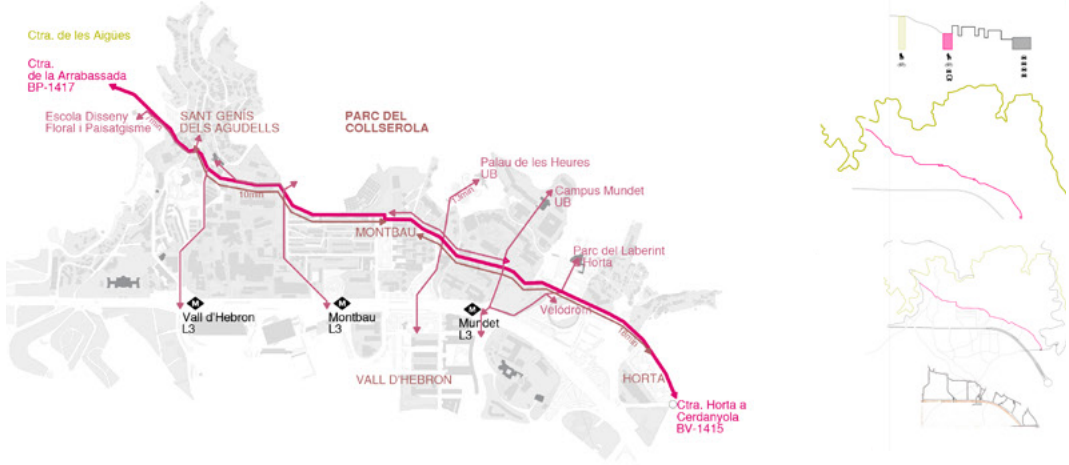 Ctra. de les Aigües
Ctra.
de la Arrabassada
BP-1417
Escola Disseny
Floral i Paisatgisme
SANT GENÍS
DELS AGUDELLS
PARC DEL
COLLSEROLA
10min
Palau de les Heures
UB
13min
Campus Mundet
UB
MONTBAU
Parc del Laberint
Horta
Velòdrom
M
Vall d'Hebron
L3
M
Montbau
L3
M
Mundet
L3
VALL D'HEBRON
HORTA
Ctra. Horta a
Cerdanyola
BV-1415